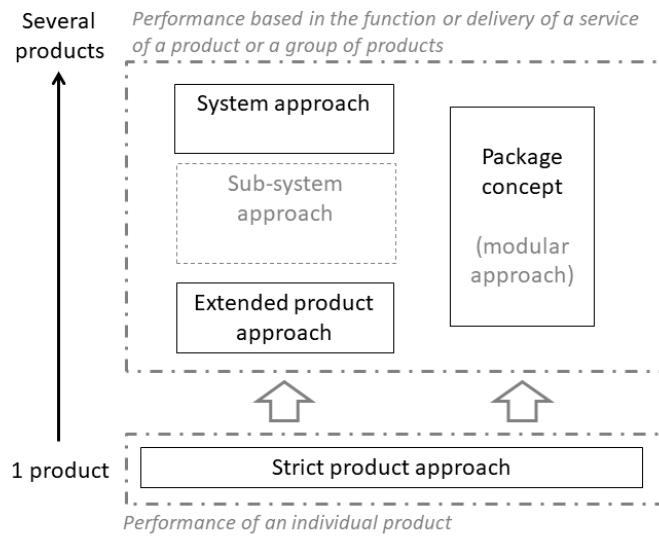 Several
products
Performance based in the function or delivery of a service
of a product or a group of products
System approach
Sub-system
approach
Extended product
approach
Package
concept
(modular
approach)
1 product
Strict product approach
Performance of an individual product